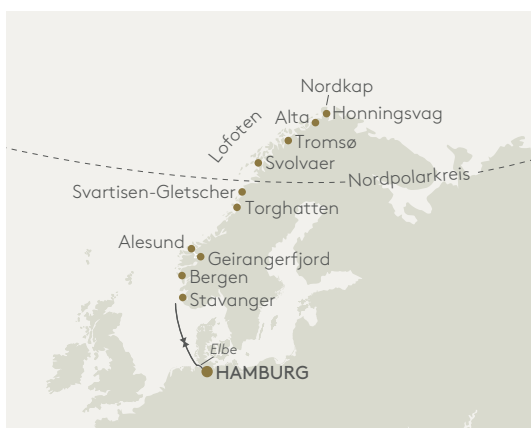 Nordkap
Alta
Honningsvag
Lofoten
Tromsø
Svolvaer
Nordpolarkreis
Svartisen-Gletscher
Torghatten
Alesund
Geirangerfjord
Bergen
Stavanger
Elbe
HAMBURG